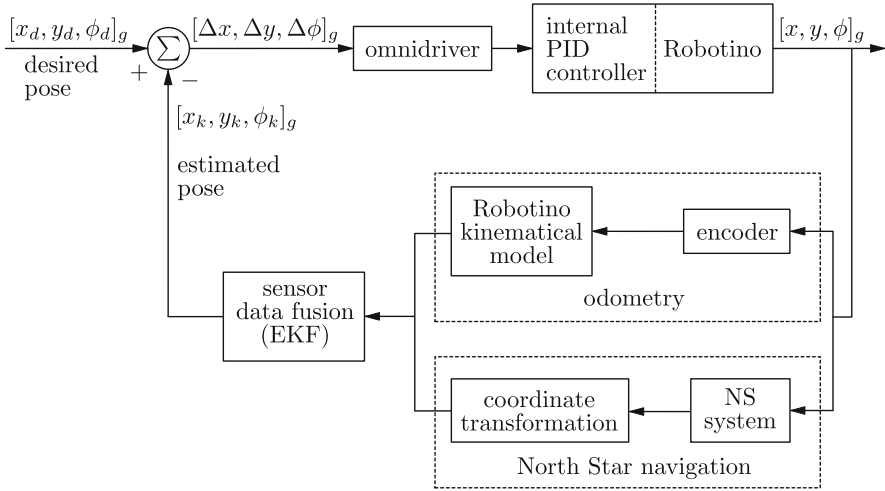 [x_d, y_d, ϕ_d]_g
desired
pose
+
−
Σ
[Δx, Δy, Δϕ]_g
omnidriver
internal
PID
controller
Robotino
[x, y, ϕ]_g
[x_k, y_k, ϕ_k]_g
estimated
pose
Robotino
kinematical
model
encoder
odometry
sensor
data fusion
(EKF)
coordinate
transformation
NS
system
North Star navigation